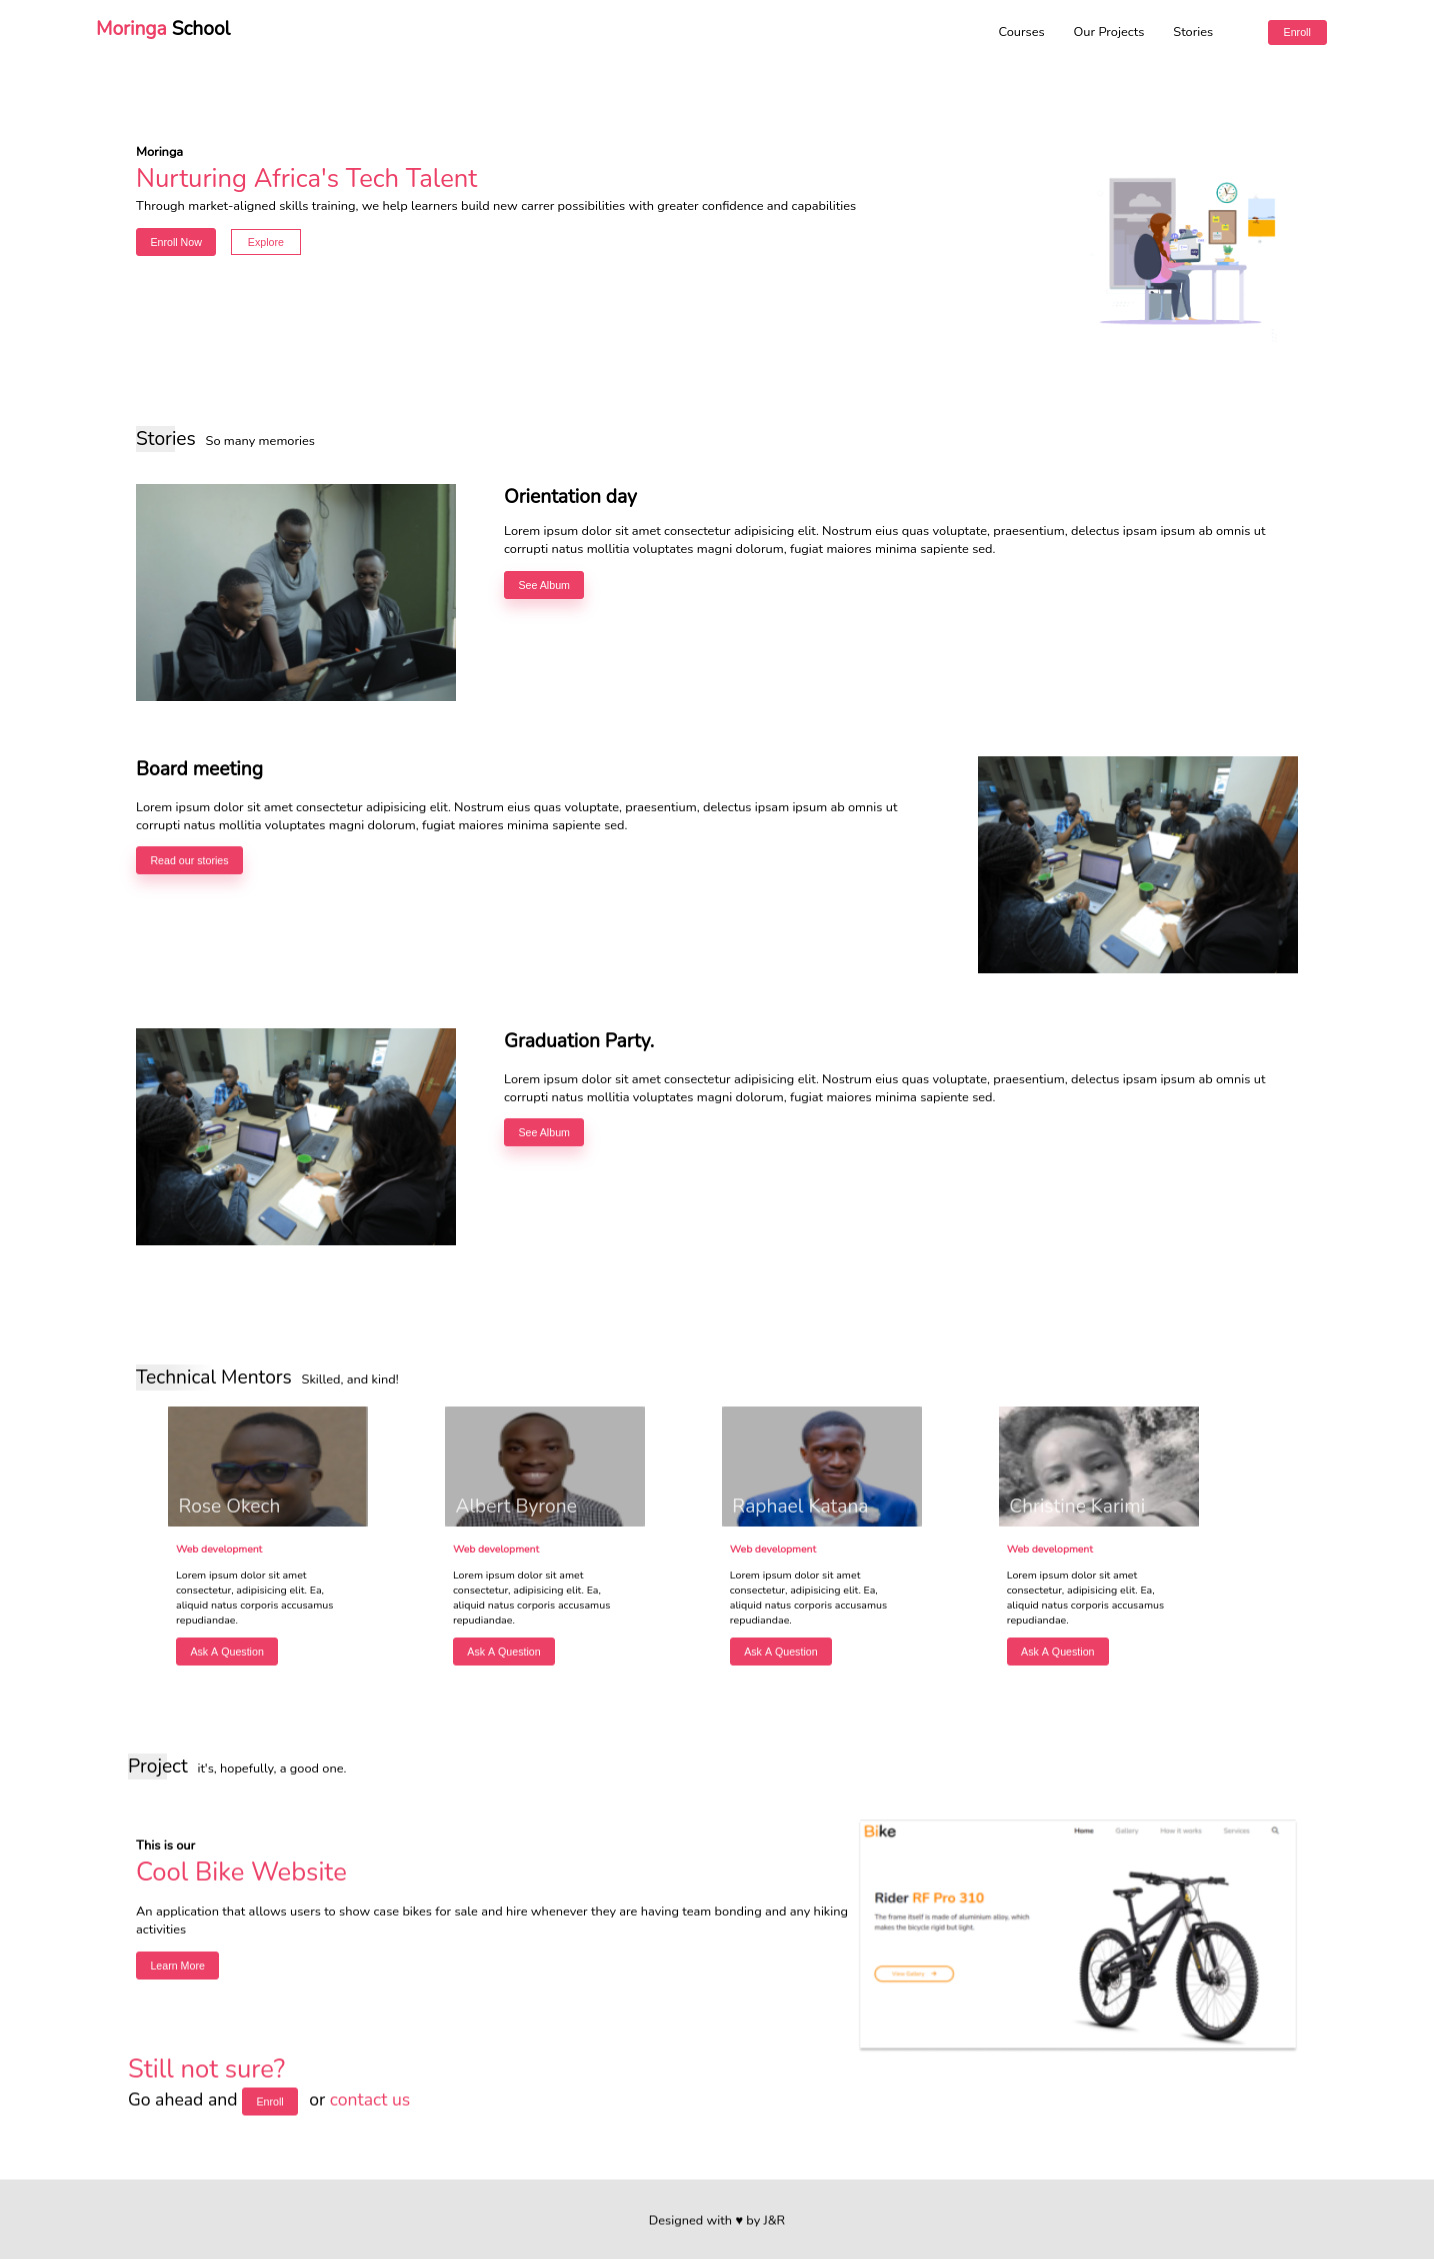 Moringa School
Courses
Our Projects
Stories
Enroll
Moringa
Nurturing Africa's Tech Talent
Through market-aligned skills training, we help learners build new carrer possibilities with greater confidence and capabilities
Enroll Now
Explore
Stories So many memories
Orientation day
Lorem ipsum dolor sit amet consectetur adipisicing elit. Nostrum eius quas voluptate, praesentium, delectus ipsam ipsum ab omnis ut
corrupti natus mollitia voluptates magni dolorum, fugiat maiores minima sapiente sed.
See Album
Board meeting
Lorem ipsum dolor sit amet consectetur adipisicing elit. Nostrum eius quas voluptate, praesentium, delectus ipsam ipsum ab omnis ut
corrupti natus mollitia voluptates magni dolorum, fugiat maiores minima sapiente sed.
Read our stories
Graduation Party.
Lorem ipsum dolor sit amet consectetur adipisicing elit. Nostrum eius quas voluptate, praesentium, delectus ipsam ipsum ab omnis ut
corrupti natus mollitia voluptates magni dolorum, fugiat maiores minima sapiente sed.
See Album
Technical Mentors Skilled, and kind!
Rose Okech
Web development
Lorem ipsum dolor sit amet
consectetur, adipisicing elit. Ea,
aliquid natus corporis accusamus
repudiandae.
Ask A Question
Albert Byrone
Web development
Lorem ipsum dolor sit amet
consectetur, adipisicing elit. Ea,
aliquid natus corporis accusamus
repudiandae.
Ask A Question
Raphael Katana
Web development
Lorem ipsum dolor sit amet
consectetur, adipisicing elit. Ea,
aliquid natus corporis accusamus
repudiandae.
Ask A Question
Christine Karimi
Web development
Lorem ipsum dolor sit amet
consectetur, adipisicing elit. Ea,
aliquid natus corporis accusamus
repudiandae.
Ask A Question
Project it's, hopefully, a good one.
This is our
Cool Bike Website
An application that allows users to show case bikes for sale and hire whenever they are having team bonding and any hiking
activities
Learn More
Bike
Home
Gallery
How it works
Services
Rider RF Pro 310
The frame itself is made of aluminium alloy, which
makes the bicycle rigid but light.
View Gallery
Still not sure?
Go ahead and Enroll or contact us
Designed with ♥ by J&R